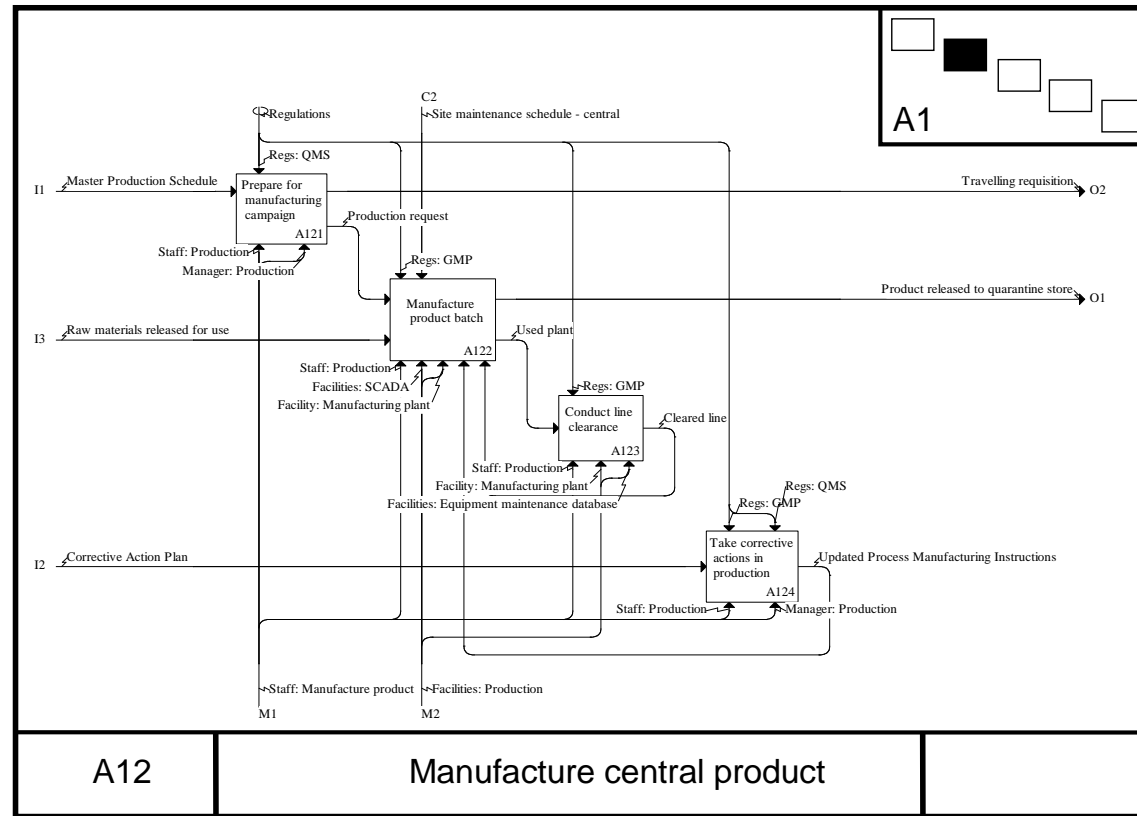 A1
C2
Regulations
Site maintenance schedule - central
Regs: QMS
I1
Master Production Schedule
Prepare for
manufacturing
campaign
A121
Travelling requisition
O2
Production request
Staff: Production
Manager: Production
Regs: GMP
Manufacture
product batch
A122
Product released to quarantine store
O1
I3
Raw materials released for use
Used plant
Staff: Production
Facilities: SCADA
Facility: Manufacturing plant
Regs: GMP
Conduct line
clearance
A123
Cleared line
Staff: Production
Facility: Manufacturing plant
Facilities: Equipment maintenance database
Regs: QMS
Regs: GMP
I2
Corrective Action Plan
Take corrective
actions in
production
A124
Updated Process Manufacturing Instructions
Staff: Production
Manager: Production
Staff: Manufacture product
Facilities: Production
M1
M2
A12
Manufacture central product